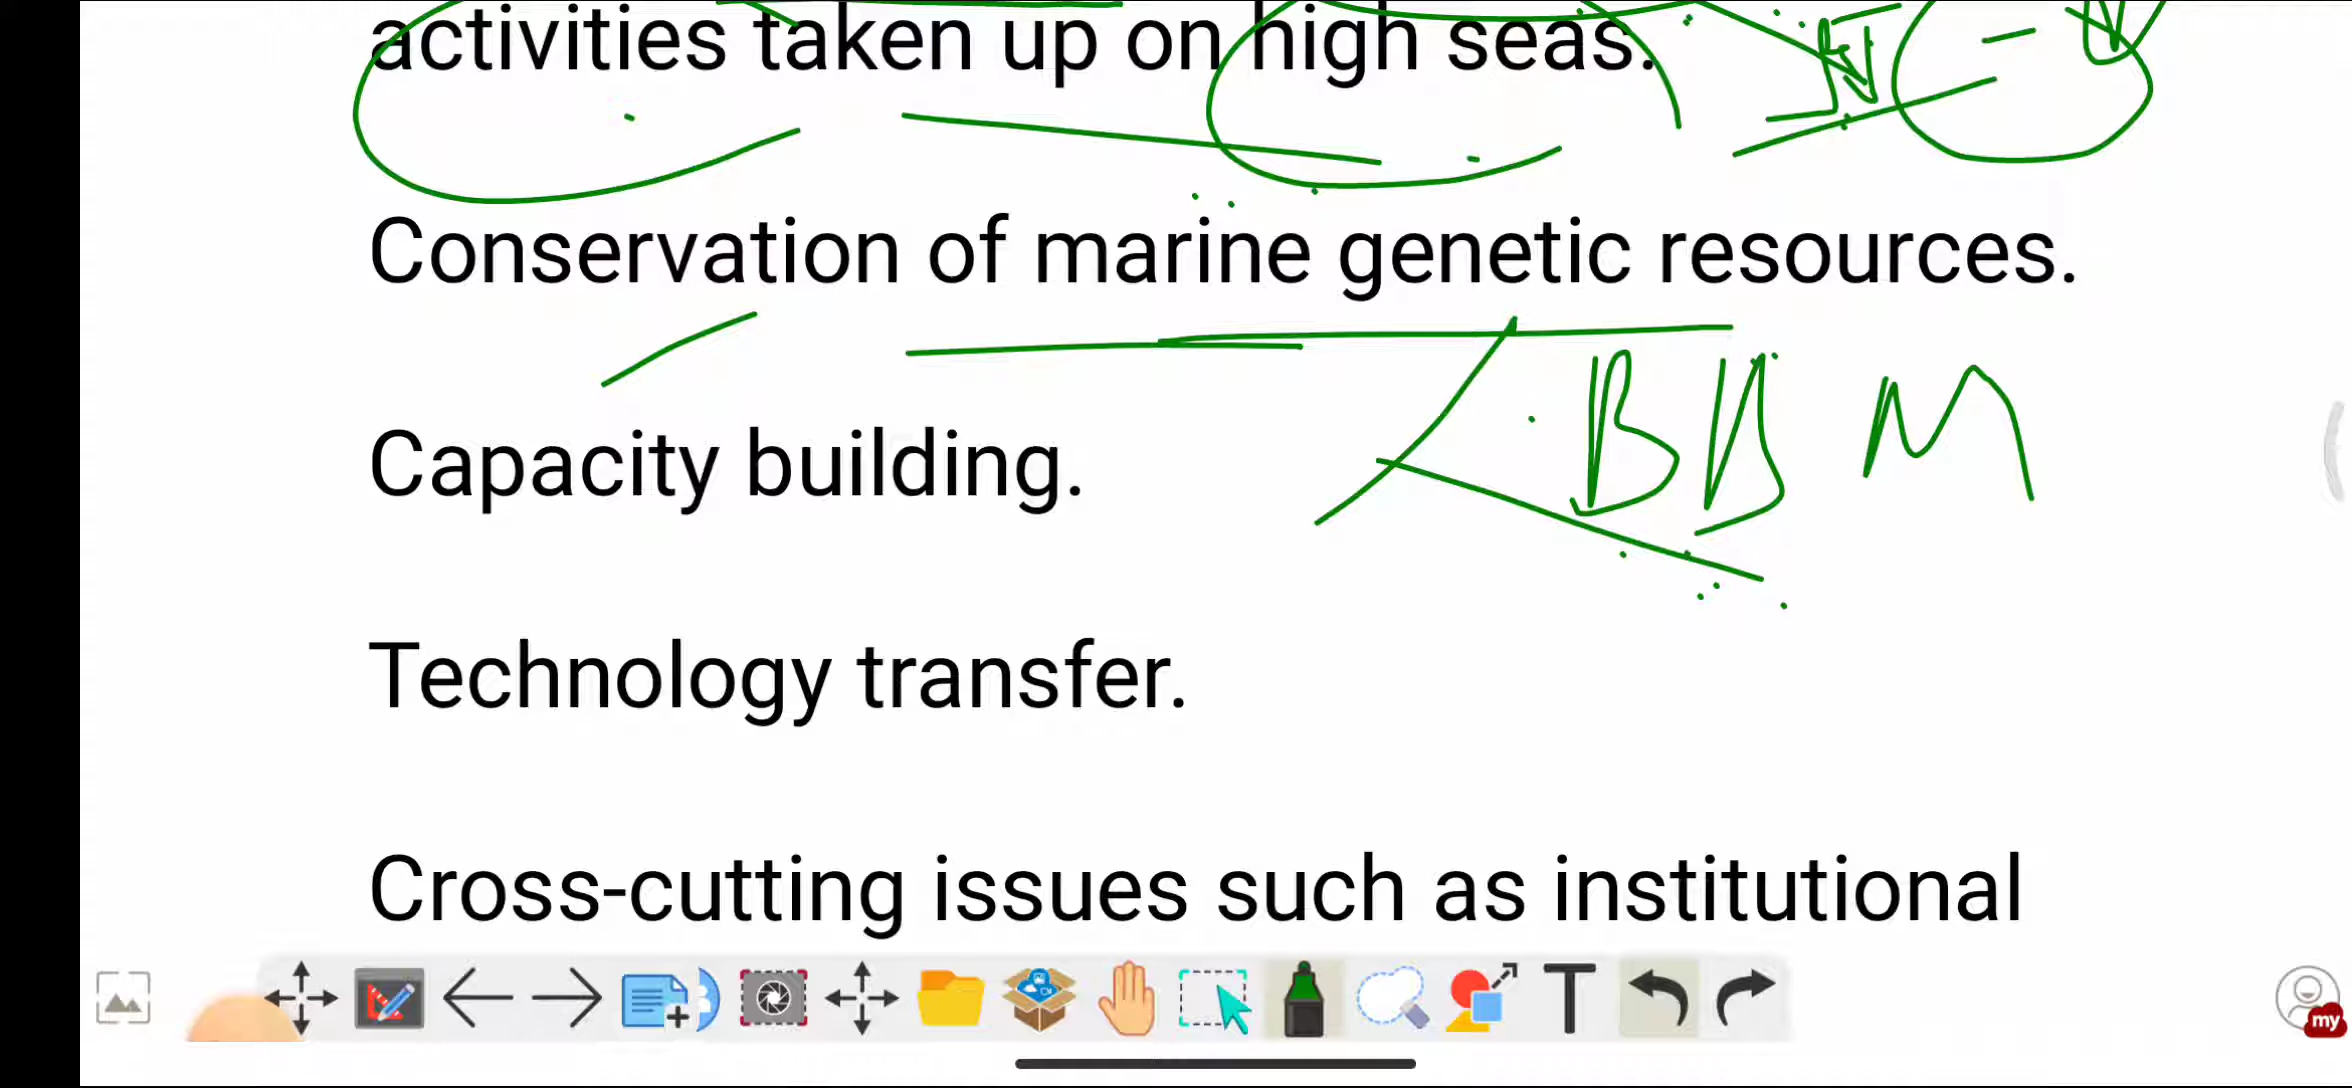 activities taken up on high seas.
Conservation of marine genetic resources.
B B M
Capacity building.
Technology transfer.
Cross-cutting issues such as institutional
T
my